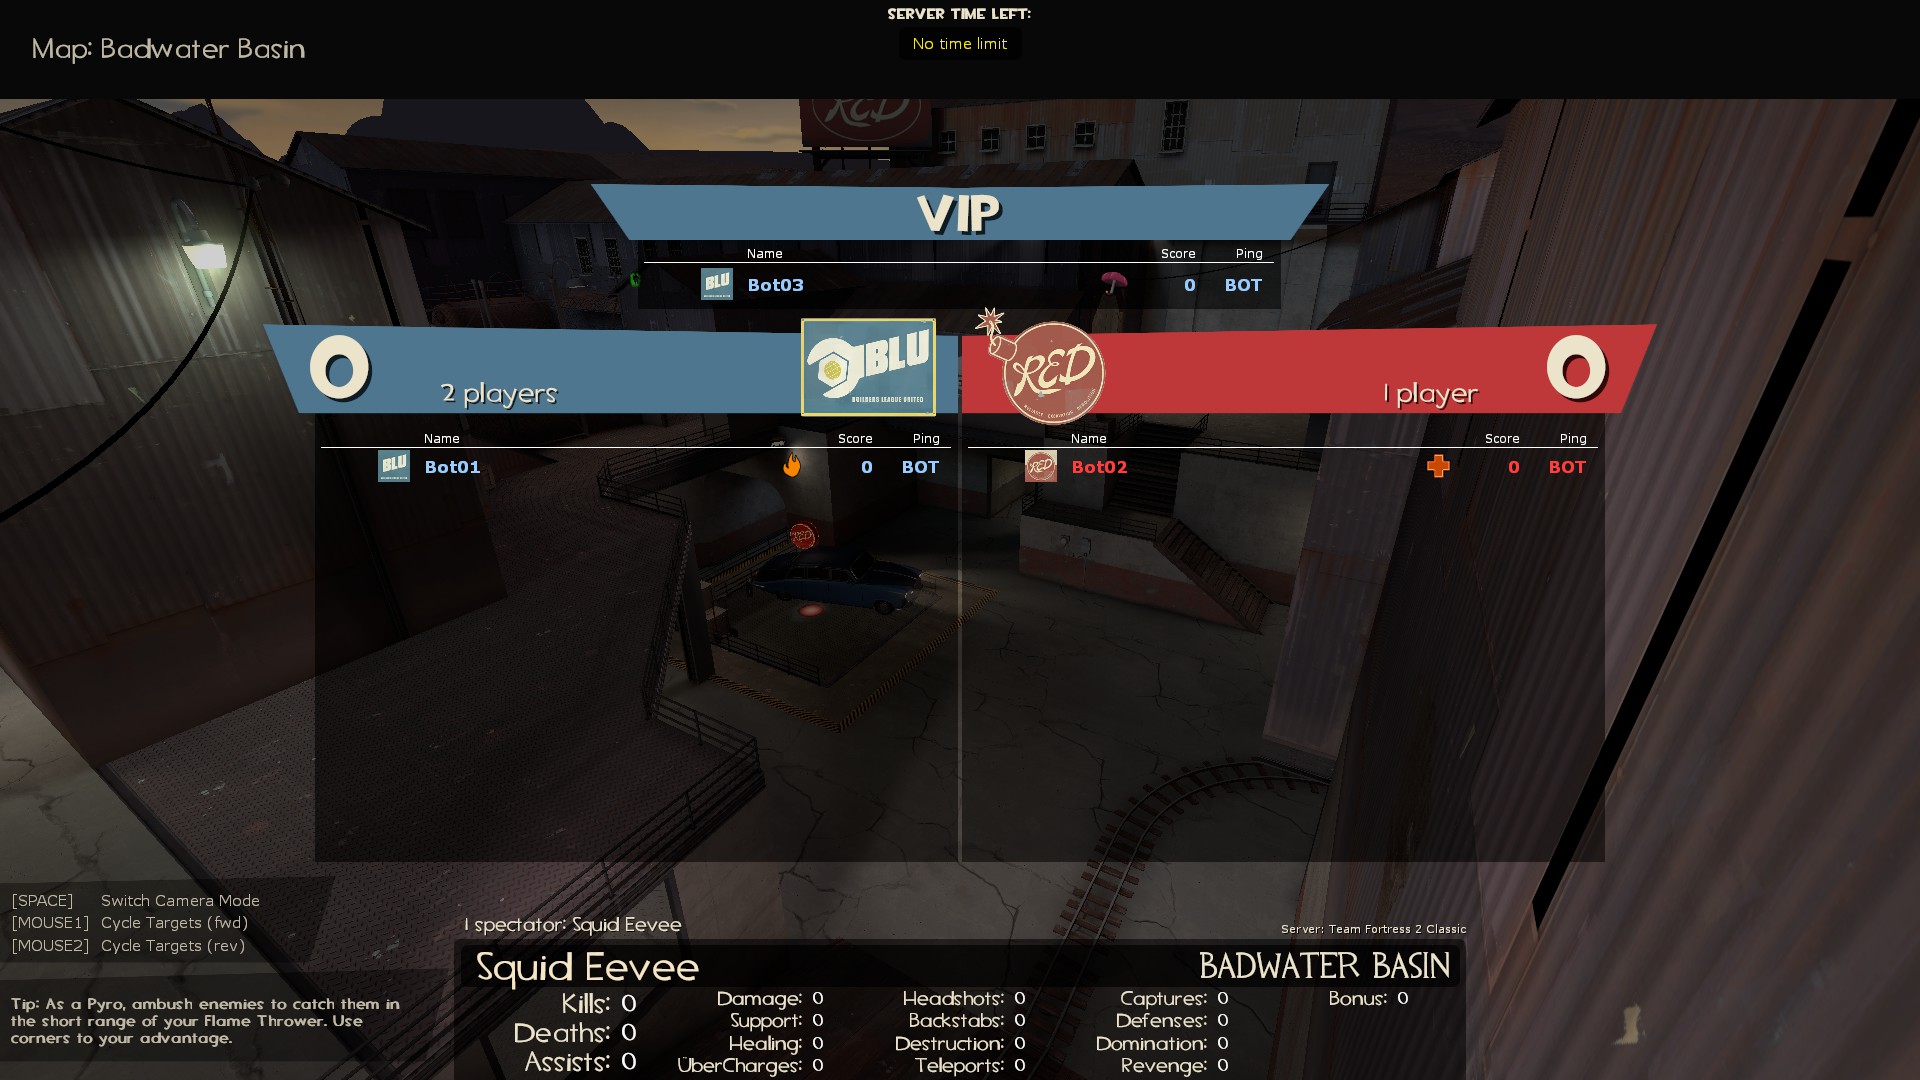 SERVER TIME LEFT:
No time limit
Map: Badwater Basin
RED
VIP
Name Score Ping
BLU Bot03 0 BOT
0 2 players BLU RED 1 player 0
BUILDERS LEAGUE UNITED
Name Score Ping
BLU Bot01 0 BOT
Name Score Ping
RED Bot02 0 BOT
RED
[SPACE] Switch Camera Mode
[MOUSE1] Cycle Targets (fwd)
[MOUSE2] Cycle Targets (rev)
Tip: As a Pyro, ambush enemies to catch them in
the short range of your Flame Thrower. Use
corners to your advantage.
1 spectator: Squid Eevee
Server: Team Fortress 2 Classic
Squid Eevee BADWATER BASIN
Kills: 0
Deaths: 0
Assists: 0
Damage: 0
Support: 0
Healing: 0
ÜberCharges: 0
Headshots: 0
Backstabs: 0
Destruction: 0
Teleports: 0
Captures: 0
Defenses: 0
Domination: 0
Revenge: 0
Bonus: 0